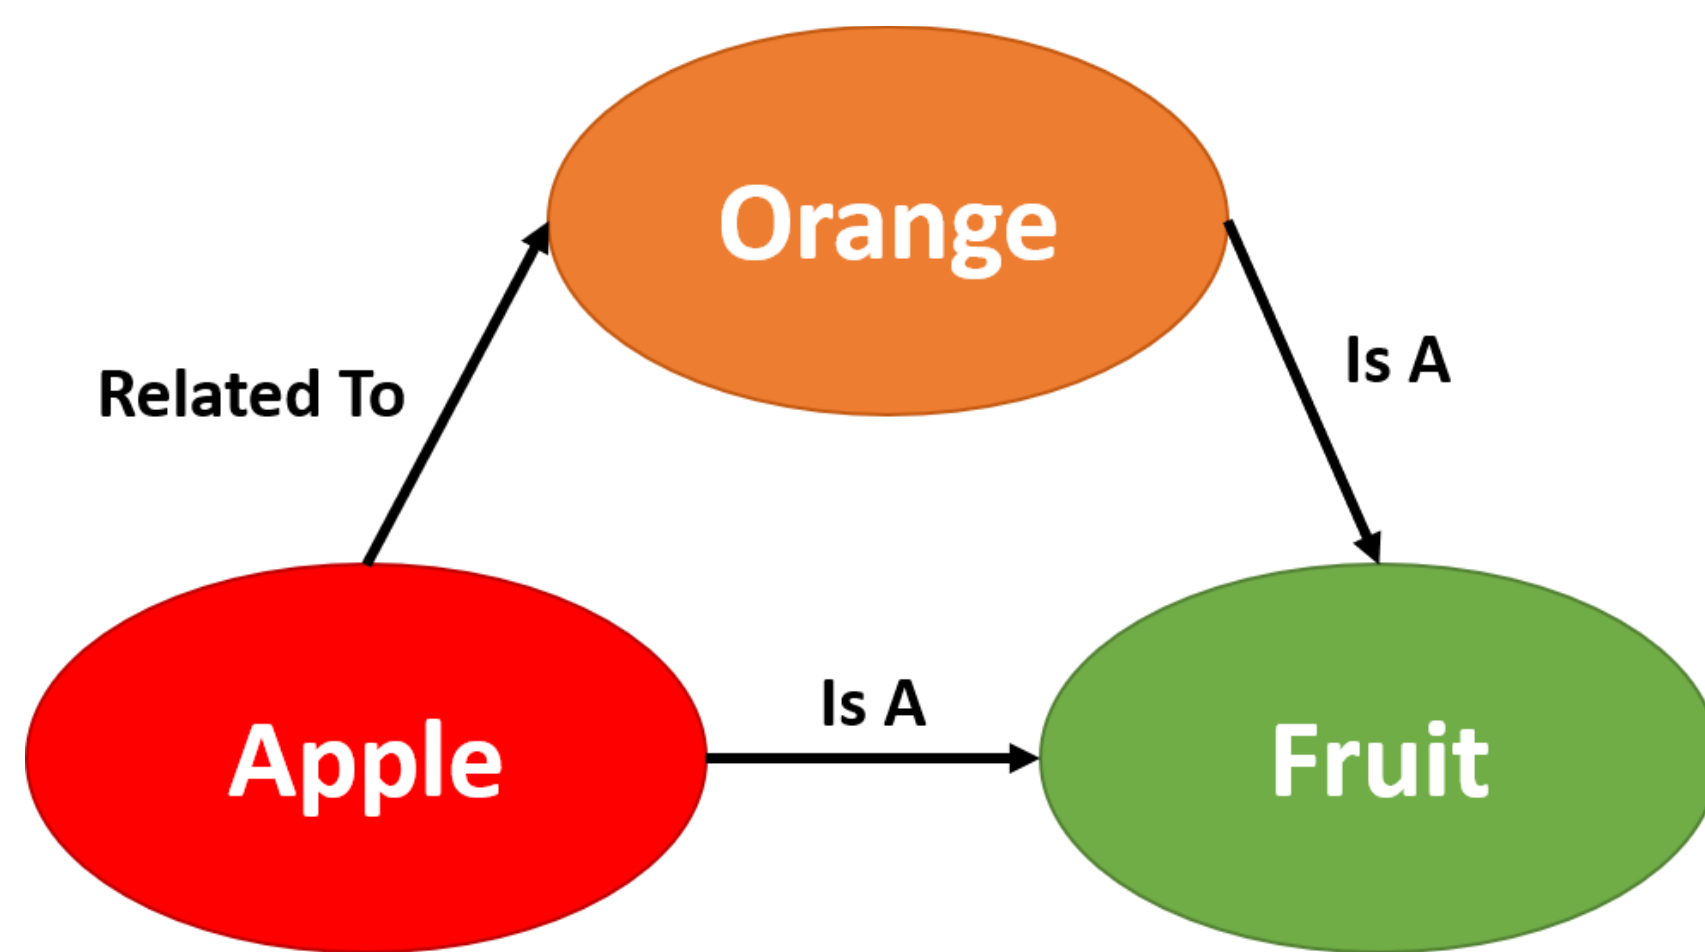 Orange
Is A
Related To
Is A
Apple
Fruit